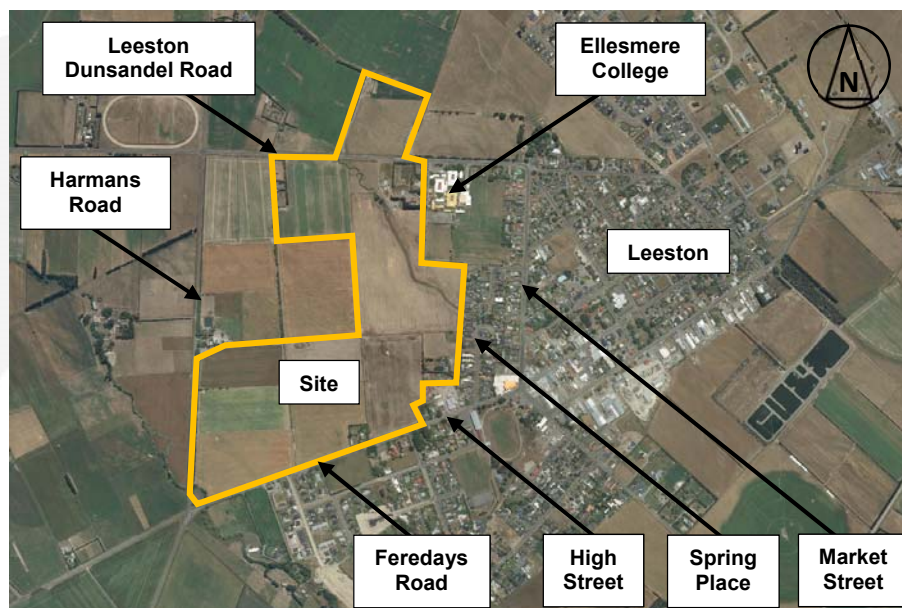 Leeston
Dunsandel Road
Ellesmere
College
N
Harmans
Road
Leeston
Site
Feredays
Road
High
Street
Spring
Place
Market
Street